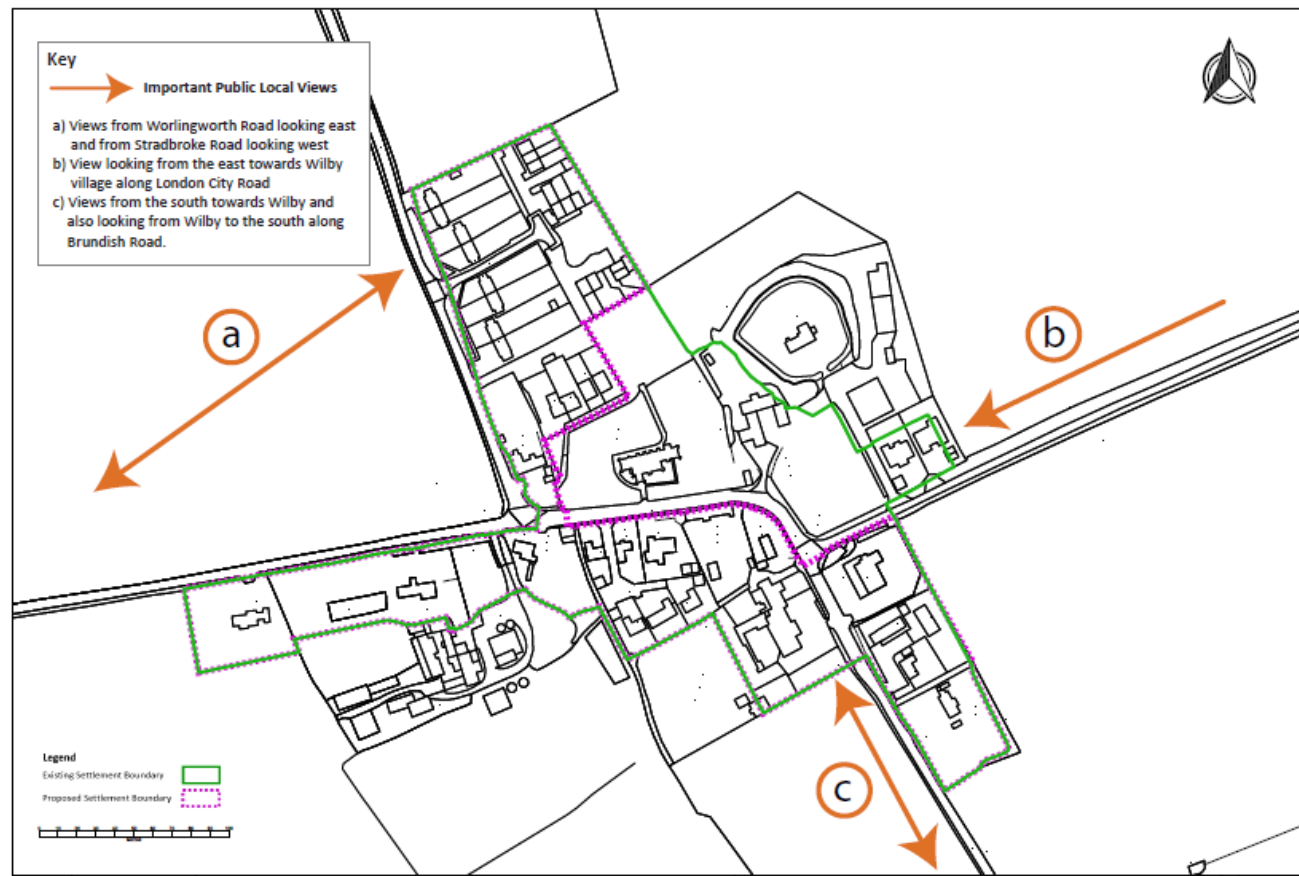 Key
Important Public Local Views
a) Views from Worlingworth Road looking east
and from Stradbroke Road looking west
b) View looking from the east towards Wilby
village along London City Road
c) Views from the south towards Wilby and
also looking from Wilby to the south along
Brundish Road.
a
b
c
Legend
Existing Settlement Boundary
Proposed Settlement Boundary